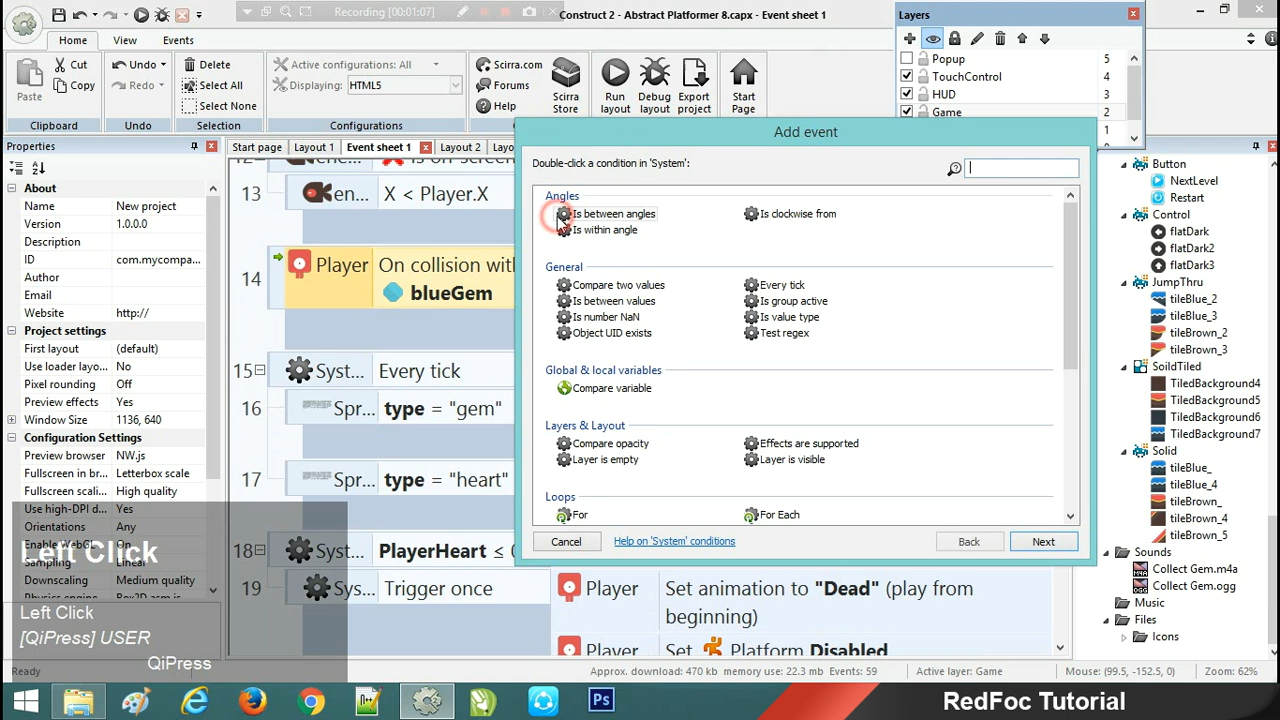 Recording [00:01:07]
Construct 2 - Abstract Platformer 8.capx - Event sheet 1
Home
View
Events
Paste
Cut
Copy
Clipboard
Undo
Redo
Undo
Delete
Select All
Select None
Selection
Active configurations: All
Displaying: HTML5
Configurations
Scirra.com
Forums
Help
Scirra Store
Run layout
Debug layout
Export project
Start Page
Layers
Popup 5
TouchControl 4
HUD 3
Game 2
1
Properties
About
Name New project
Version 1.0.0.0
Description
ID com.mycompa...
Author
Email
Website http://
Project settings
First layout (default)
Use loader layo... No
Pixel rounding Off
Preview effects Yes
Window Size 1136, 640
Configuration Settings
Preview browser NW.js
Fullscreen in br... Letterbox scale
Fullscreen scali... High quality
Use high-DPI d... Yes
Orientations Any
Enable WebGL
Sampling Linear
Downscaling Medium quality
Left Click
Left Click
[QiPress] USER
QiPress
Start page
Layout 1
Event sheet 1
Layout 2
13 en... X < Player.X
14 Player On collision with
blueGem
15 Syst... Every tick
16 Spr... type = "gem"
17 Spr... type = "heart"
18 Syst... PlayerHeart ≤ 0
19 Sys... Trigger once
Player Set animation to "Dead" (play from beginning)
Player Set Platform Disabled
Add event
Double-click a condition in 'System':
Angles
Is between angles
Is clockwise from
Is within angle
General
Compare two values
Every tick
Is between values
Is group active
Is number NaN
Is value type
Object UID exists
Test regex
Global & local variables
Compare variable
Layers & Layout
Compare opacity
Effects are supported
Layer is empty
Layer is visible
Loops
For
For Each
Cancel
Help on 'System' conditions
Back
Next
Button
NextLevel
Restart
Control
flatDark
flatDark2
flatDark3
JumpThru
tileBlue_2
tileBlue_3
tileBrown_2
tileBrown_3
SoildTiled
TiledBackground4
TiledBackground5
TiledBackground6
TiledBackground7
Solid
tileBlue_
tileBlue_4
tileBrown_
tileBrown_4
tileBrown_5
Sounds
Collect Gem.m4a
Collect Gem.ogg
Music
Files
Icons
Ready
Approx. download: 470 kb
memory use: 22.3 mb
Events: 59
Active layer: Game
Mouse: (99.5, -152.5, 0)
Zoom: 62%
Ps
RedFoc Tutorial